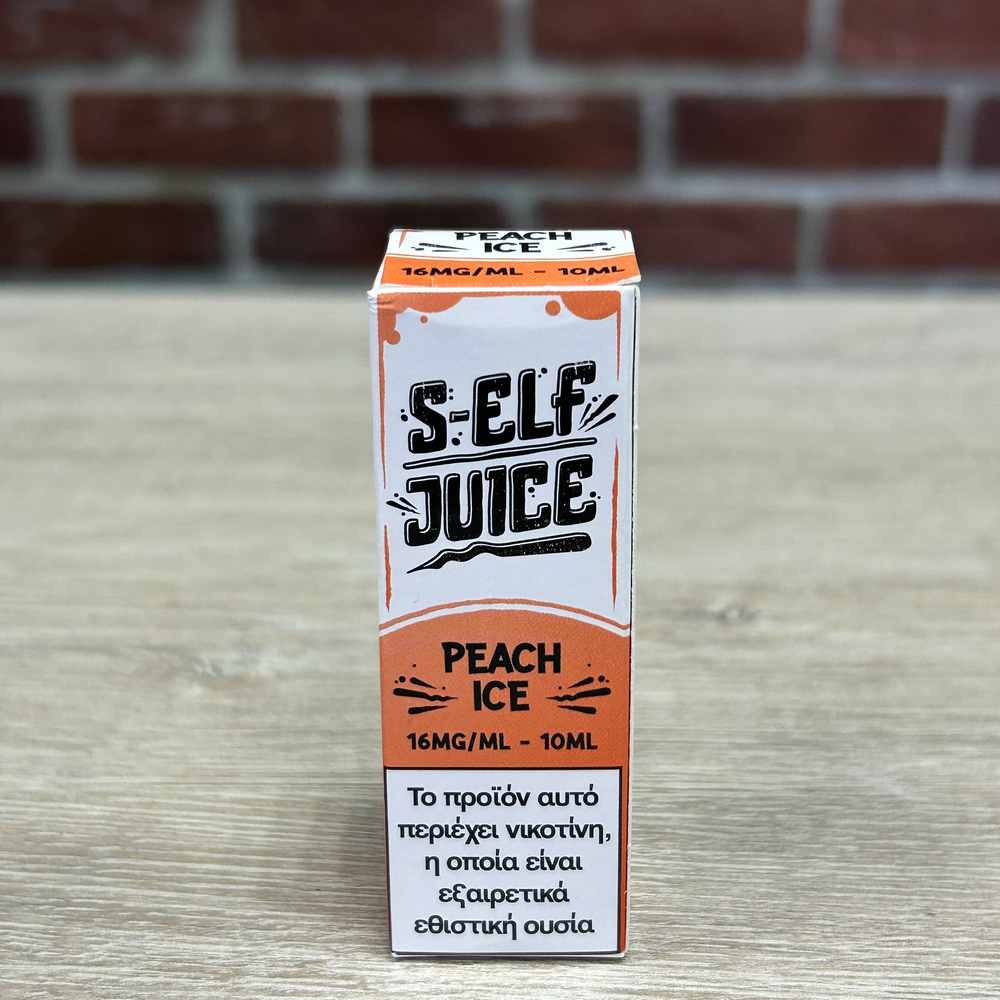 PEACH
ICE
16MG/ML - 10ML
S-ELF
JUICE
PEACH
ICE
16MG/ML - 10ML
Το προϊόν αυτό
περιέχει νικοτίνη,
η οποία είναι
εξαιρετικά
εθιστική ουσία